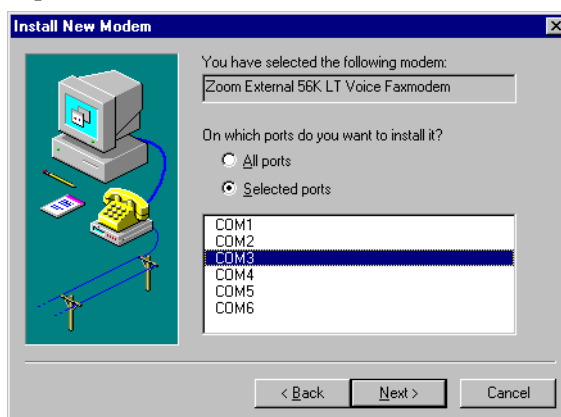 Install New Modem
You have selected the following modem:
Zoom External 56K LT Voice Faxmodem
On which ports do you want to install it?
All ports
Selected ports
COM1
COM2
COM3
COM4
COM5
COM6
< Back Next > Cancel